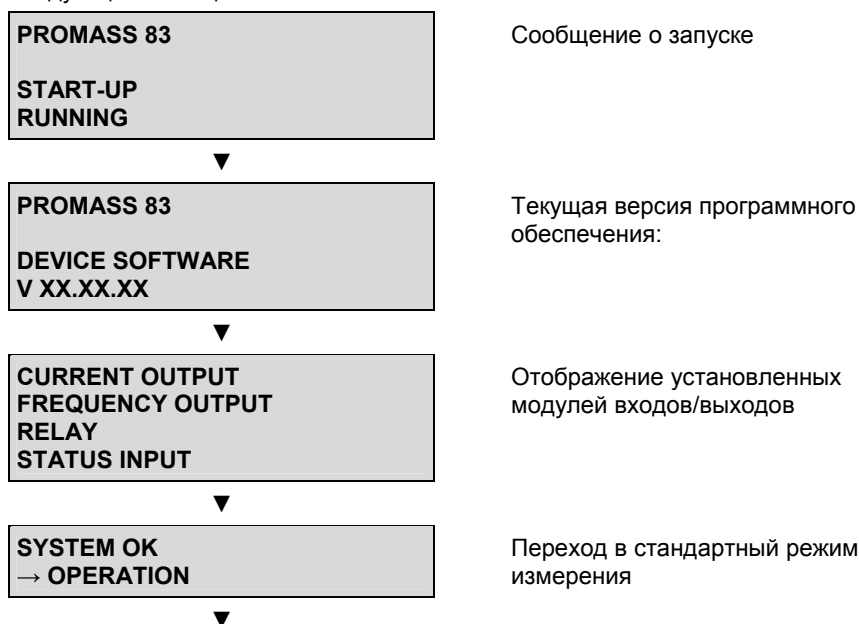 PROMASS 83
Сообщение о запуске
START-UP
RUNNING
▼
PROMASS 83
Текущая версия программного
обеспечения:
DEVICE SOFTWARE
V XX.XX.XX
▼
CURRENT OUTPUT
FREQUENCY OUTPUT
RELAY
STATUS INPUT
Отображение установленных
модулей входов/выходов
▼
SYSTEM OK
→ OPERATION
Переход в стандартный режим
измерения
▼